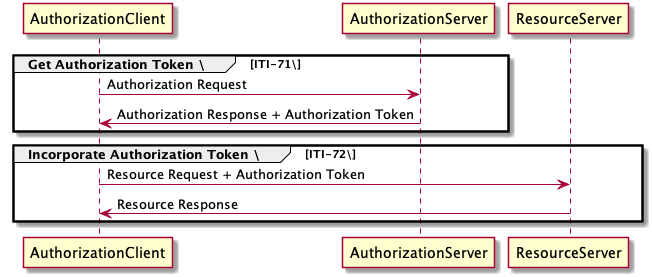 AuthorizationClient AuthorizationServer ResourceServer
Get Authorization Token \ [ITI-71\]
Authorization Request
Authorization Response + Authorization Token
Incorporate Authorization Token \ [ITI-72\]
Resource Request + Authorization Token
Resource Response
AuthorizationClient AuthorizationServer ResourceServer